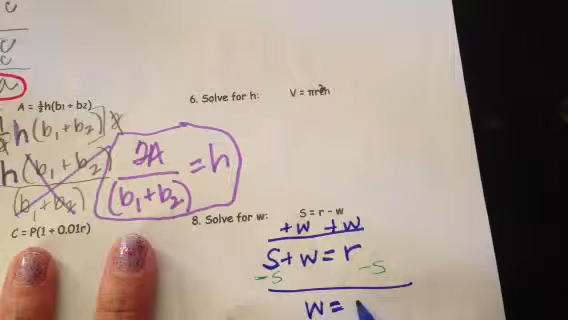 c
c
c
a
A = ½h(b1 + b2)
h(b₁+b₂)
h(b₁+b₂)
(b₁+b₂)
2A
(b₁+b₂)
= h
C = P(1 + 0.01r)
6. Solve for h: V = πr²h
8. Solve for w: S = r - w
+w +w
S+w = r
-s -s
w =